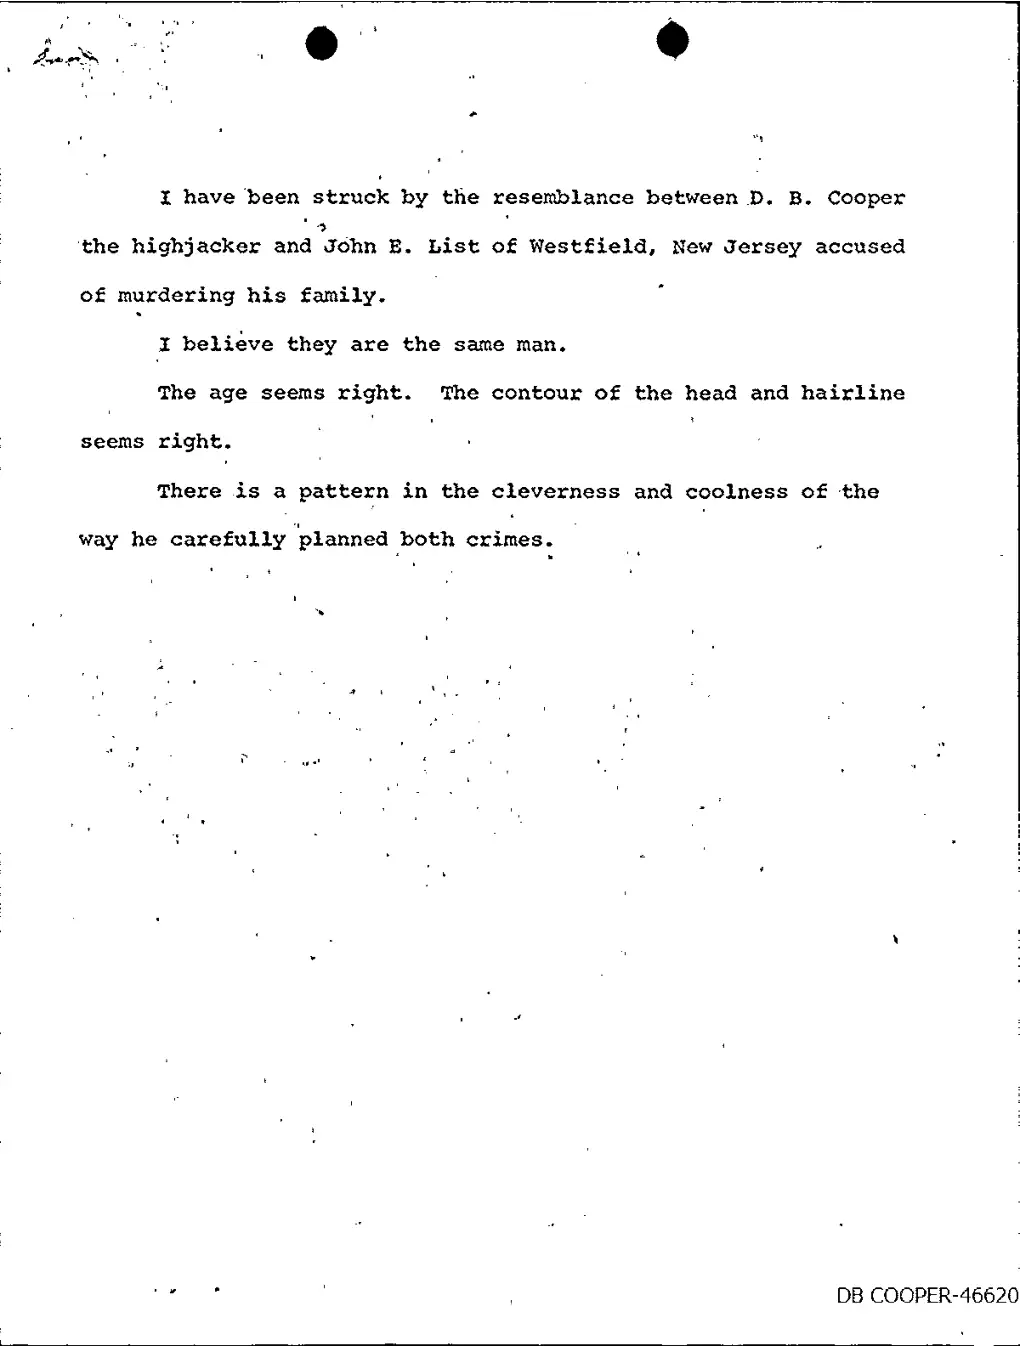 I have been struck by the resemblance between D. B. Cooper
the highjacker and John E. List of Westfield, New Jersey accused
of murdering his family.
I believe they are the same man.
The age seems right. The contour of the head and hairline
seems right.
There is a pattern in the cleverness and coolness of the
way he carefully planned both crimes.
DB COOPER-46620